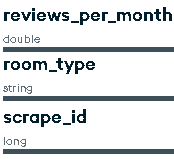 reviews_per_month
double
room_type
string
scrape_id
long